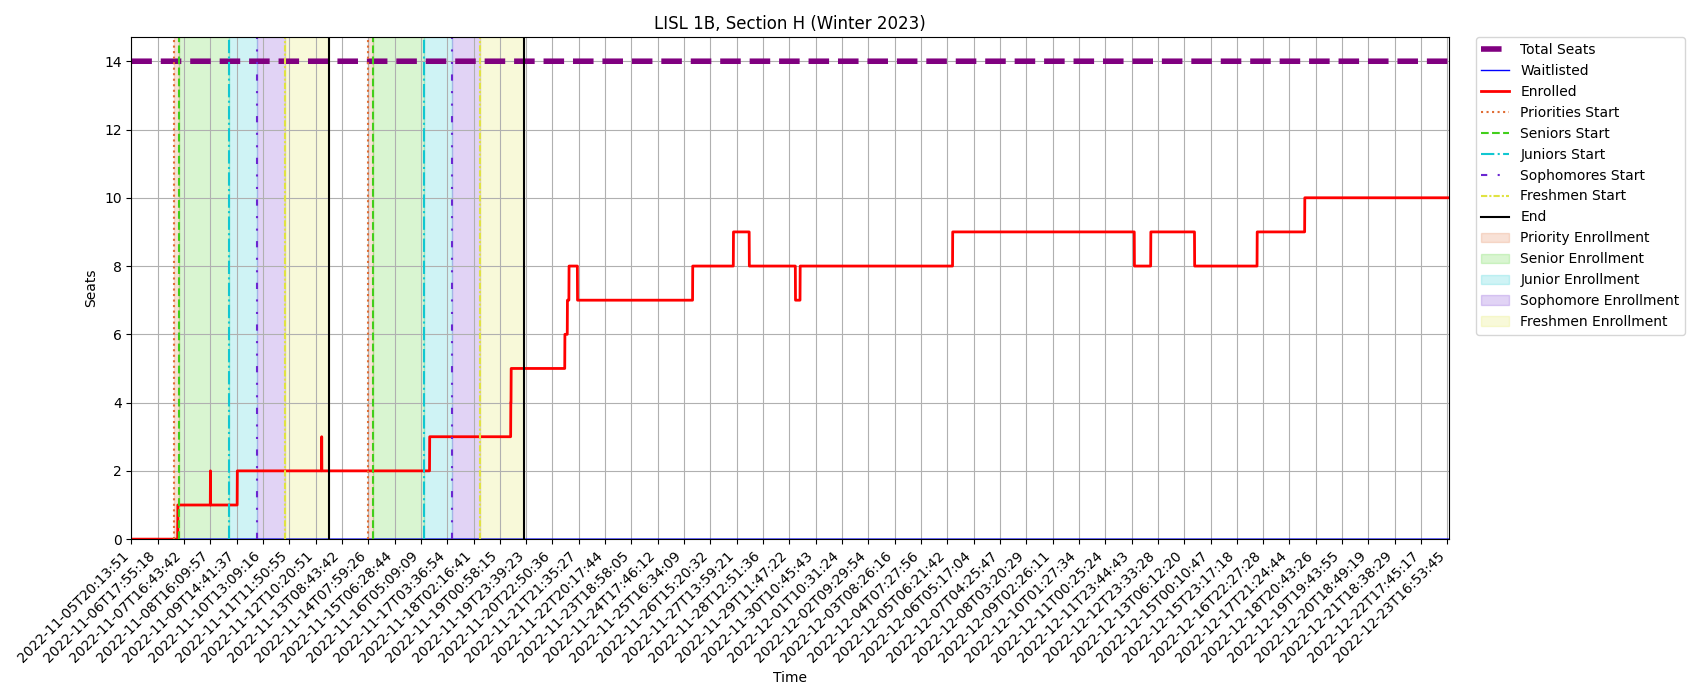 LISL 1B, Section H (Winter 2023)
Seats
14
12
10
8
6
4
2
0
2022-11-05T20:13:51
2022-11-06T17:55:18
2022-11-07T16:43:42
2022-11-08T16:09:57
2022-11-09T14:41:37
2022-11-10T13:09:16
2022-11-11T11:50:55
2022-11-12T10:20:51
2022-11-13T08:43:42
2022-11-14T07:59:26
2022-11-15T06:28:44
2022-11-16T05:09:09
2022-11-17T03:36:54
2022-11-18T02:16:41
2022-11-19T00:58:15
2022-11-19T23:39:23
2022-11-20T22:50:36
2022-11-21T21:35:27
2022-11-22T20:17:44
2022-11-23T18:58:05
2022-11-24T17:46:12
2022-11-25T16:34:09
2022-11-26T15:20:32
2022-11-27T13:59:21
2022-11-28T12:51:36
2022-11-29T11:47:22
2022-11-30T10:45:43
2022-12-01T10:31:24
2022-12-02T09:29:54
2022-12-03T08:26:16
2022-12-04T07:27:56
2022-12-05T06:21:42
2022-12-06T05:17:04
2022-12-07T04:25:47
2022-12-08T03:20:29
2022-12-09T02:26:11
2022-12-10T01:27:34
2022-12-11T00:25:24
2022-12-11T23:44:43
2022-12-12T23:35:28
2022-12-13T06:12:20
2022-12-15T00:10:47
2022-12-15T23:17:18
2022-12-16T22:27:28
2022-12-17T21:24:44
2022-12-18T20:43:26
2022-12-19T19:43:55
2022-12-20T18:49:19
2022-12-21T18:38:29
2022-12-22T17:45:17
2022-12-23T16:53:45
Time
Total Seats
Waitlisted
Enrolled
Priorities Start
Seniors Start
Juniors Start
Sophomores Start
Freshmen Start
End
Priority Enrollment
Senior Enrollment
Junior Enrollment
Sophomore Enrollment
Freshmen Enrollment